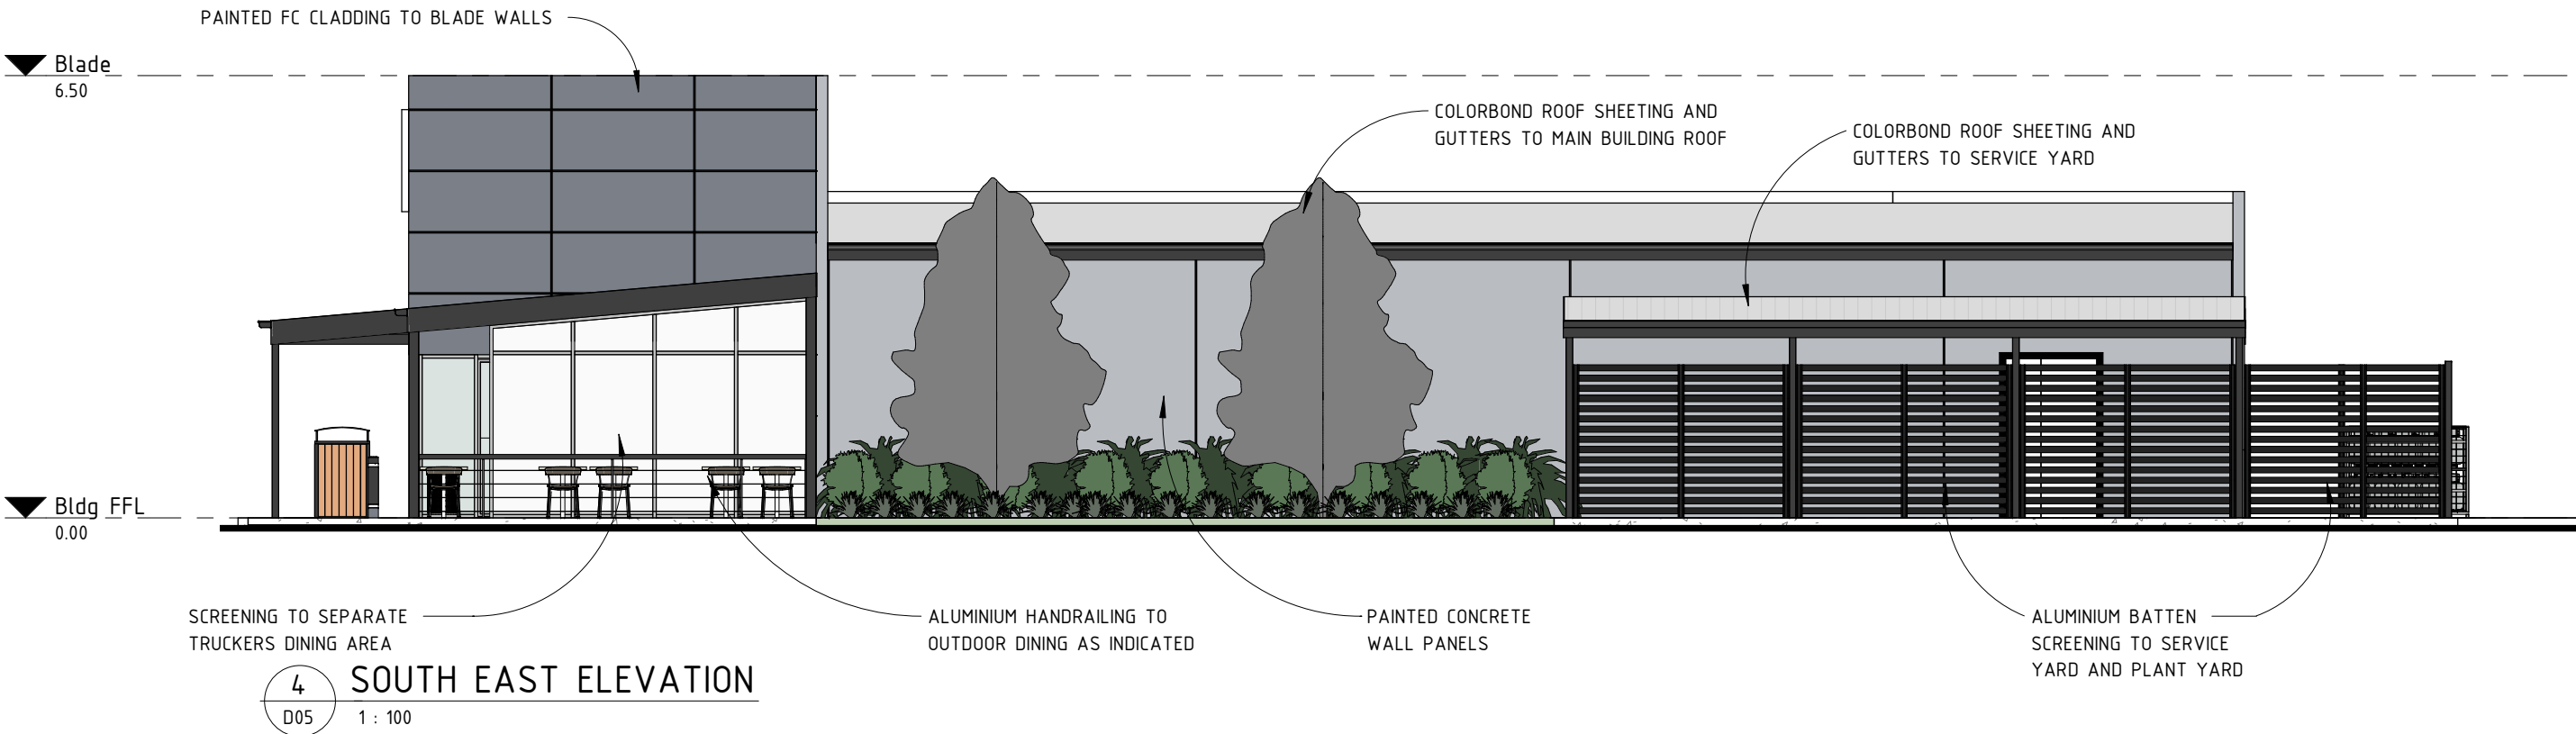 PAINTED FC CLADDING TO BLADE WALLS
Blade
6.50
COLORBOND ROOF SHEETING AND
GUTTERS TO MAIN BUILDING ROOF
COLORBOND ROOF SHEETING AND
GUTTERS TO SERVICE YARD
Bldg FFL
0.00
SCREENING TO SEPARATE
TRUCKERS DINING AREA
ALUMINIUM HANDRAILING TO
OUTDOOR DINING AS INDICATED
PAINTED CONCRETE
WALL PANELS
ALUMINIUM BATTEN
SCREENING TO SERVICE
YARD AND PLANT YARD
4
D05
SOUTH EAST ELEVATION
1 : 100